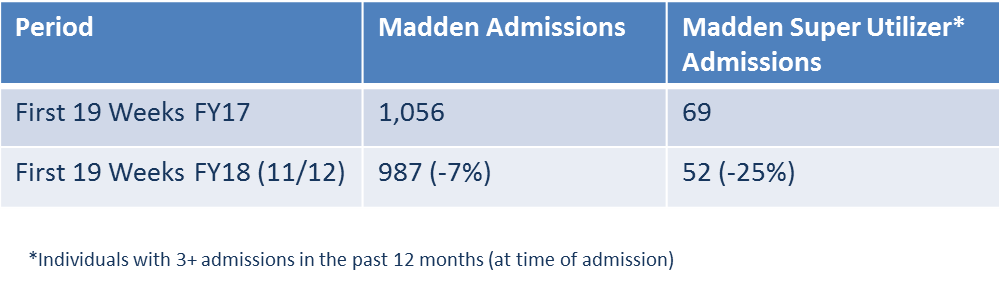 Period Madden Admissions Madden Super Utilizer*
Admissions
First 19 Weeks FY17 1,056 69
First 19 Weeks FY18 (11/12) 987 (-7%) 52 (-25%)
*Individuals with 3+ admissions in the past 12 months (at time of admission)